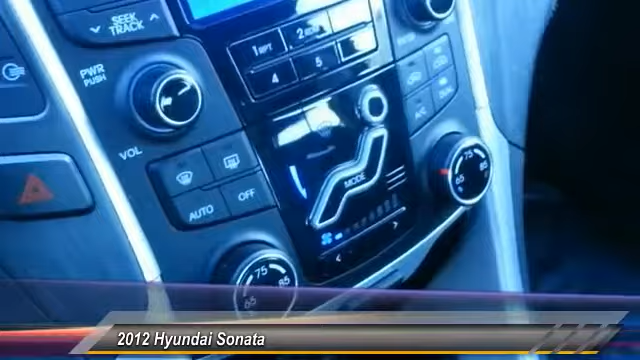 SEEK
TRACK
PWR
PUSH
VOL
1 RPT
2
4
5
AUTO
OFF
MODE
A/C
65
75
85
65
75
85
2012 Hyundai Sonata